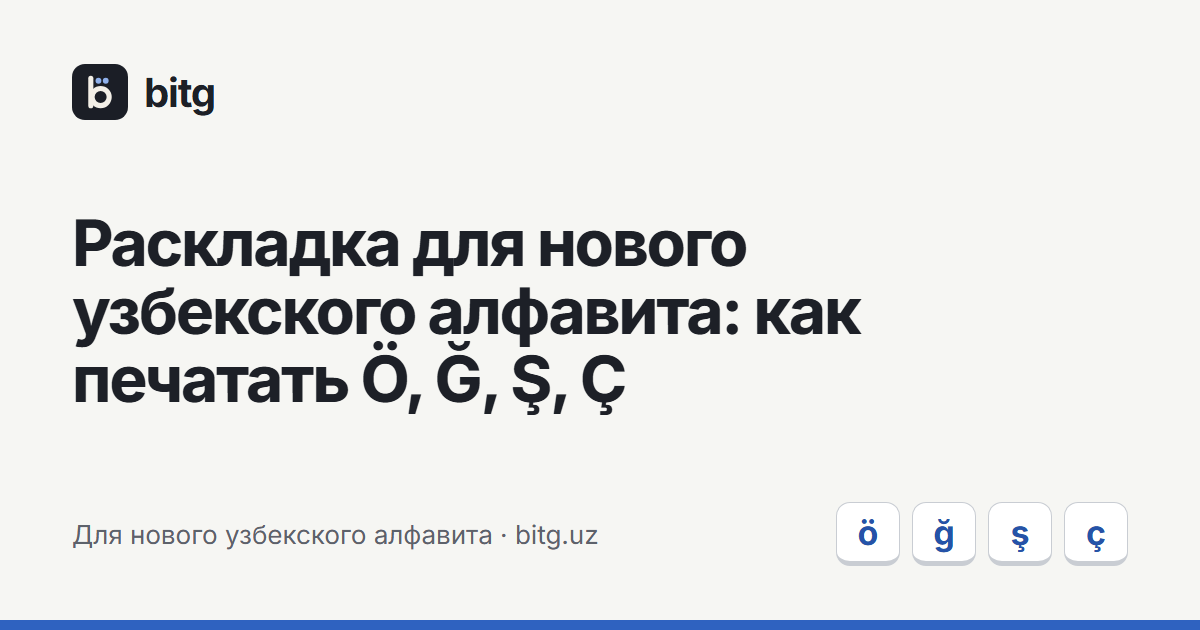 bitg
Раскладка для нового
узбекского алфавита: как
печатать Ö, Ğ, Ş, Ç
Для нового узбекского алфавита · bitg.uz
ö ğ ş ç